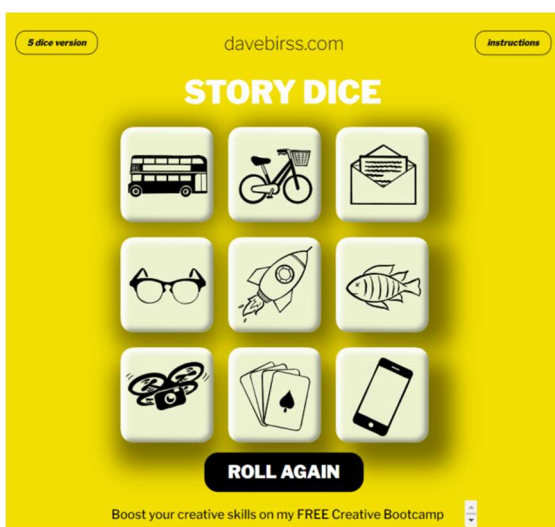 5 dice version
davebirss.com
instructions
STORY DICE
ROLL AGAIN
Boost your creative skills on my FREE Creative Bootcamp